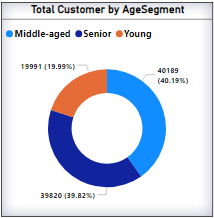 Total Customer by AgeSegment
Middle-aged Senior Young
19991 (19.99%)
40189
(40.19%)
39820 (39.82%)